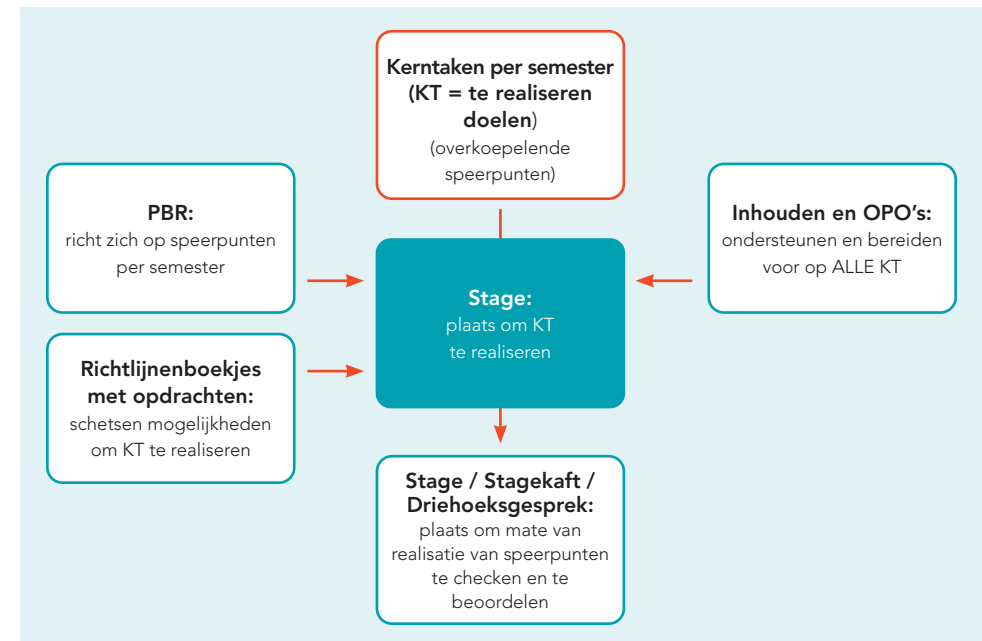 Kerntaken per semester
(KT = te realiseren
doelen)
(overkoepelende
speerpunten)
PBR:
richt zich op speerpunten
per semester
Inhouden en OPO's:
ondersteunen en bereiden
voor op ALLE KT
Stage:
plaats om KT
te realiseren
Richtlijnenboekjes
met opdrachten:
schetsen mogelijkheden
om KT te realiseren
Stage / Stagekaft /
Driehoeksgesprek:
plaats om mate van
realisatie van speerpunten
te checken en te
beoordelen